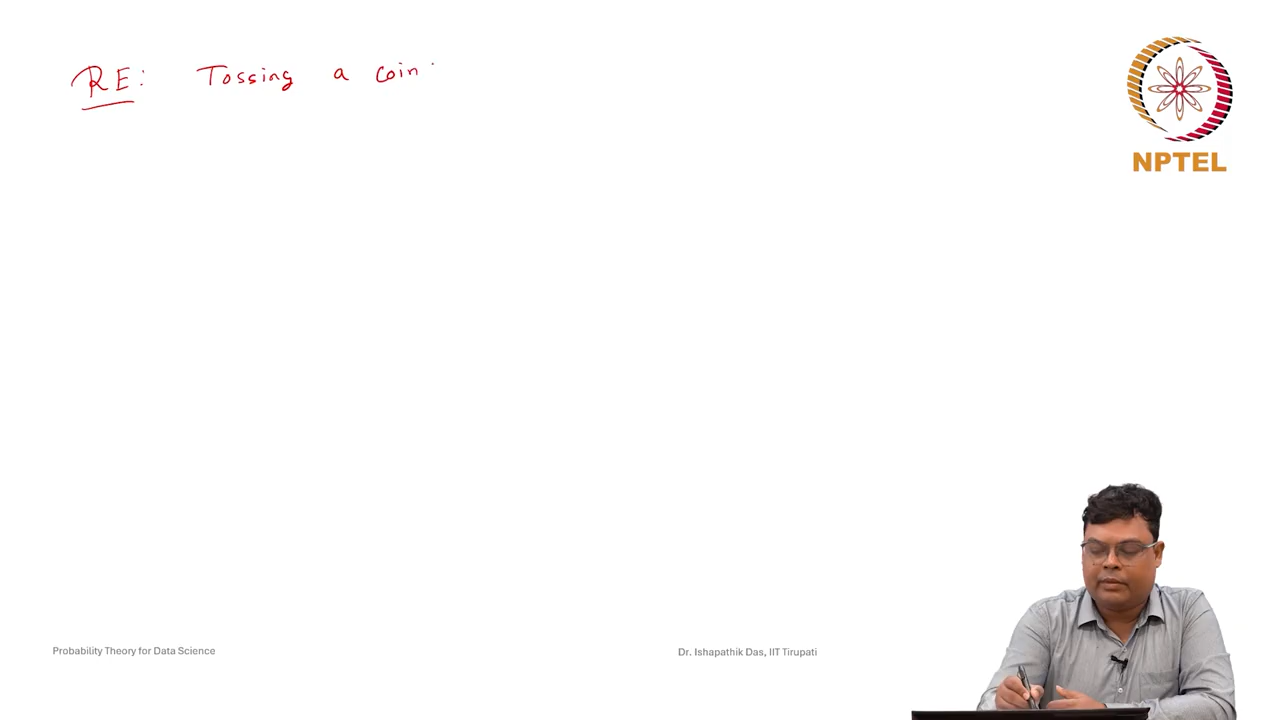 RE: Tossing a coin.
NPTEL
Probability Theory for Data Science
Dr. Ishapathik Das, IIT Tirupati